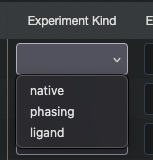 Experiment Kind E
native
phasing
ligand